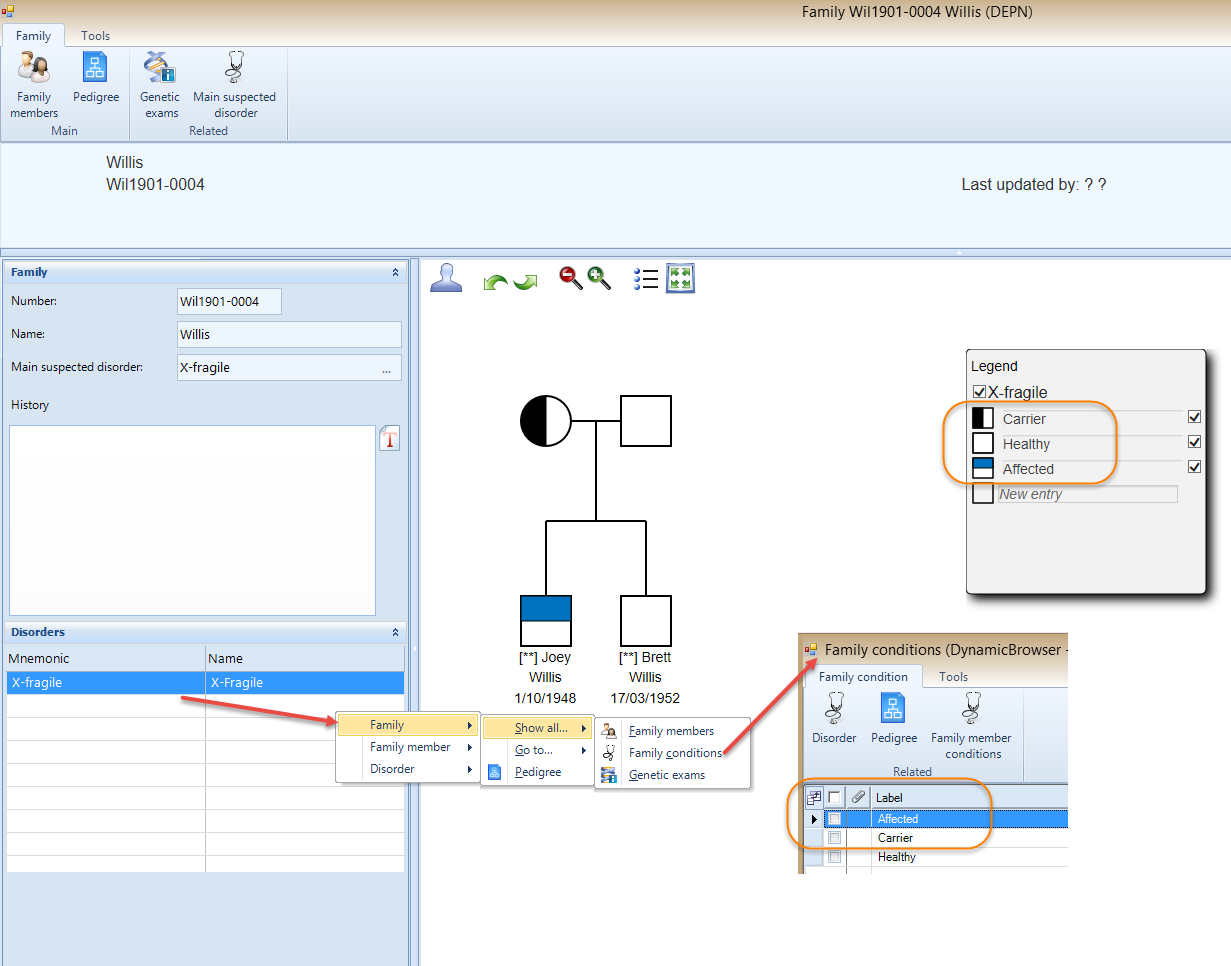 Family Wil1901-0004 Willis (DEPN)
Family Tools
Family members
Pedigree
Genetic exams
Main suspected disorder
Main
Related
Willis
Wil1901-0004
Last updated by: ? ?
Family
Number: Wil1901-0004
Name: Willis
Main suspected disorder: X-fragile ...
History
T
Disorders
Mnemonic Name
X-fragile X-Fragile
Legend
X-fragile
Carrier
Healthy
Affected
New entry
[**] Joey
Willis
1/10/1948
[**] Brett
Willis
17/03/1952
Family
Family member
Disorder
Show all...
Go to...
Pedigree
Family members
Family conditions
Genetic exams
Family conditions (DynamicBrowser -
Family condition Tools
Disorder
Pedigree
Family member
conditions
Related
Label
Affected
Carrier
Healthy